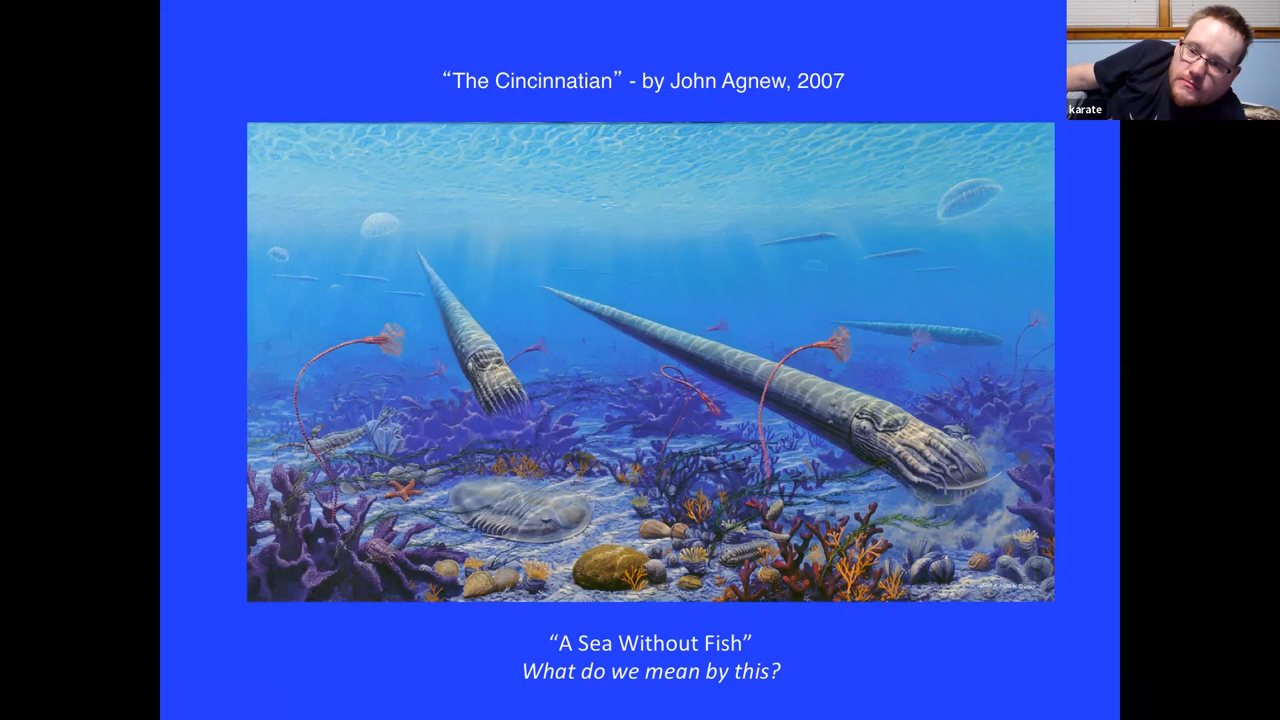 “The Cincinnatian” - by John Agnew, 2007
karate
“A Sea Without Fish”
What do we mean by this?